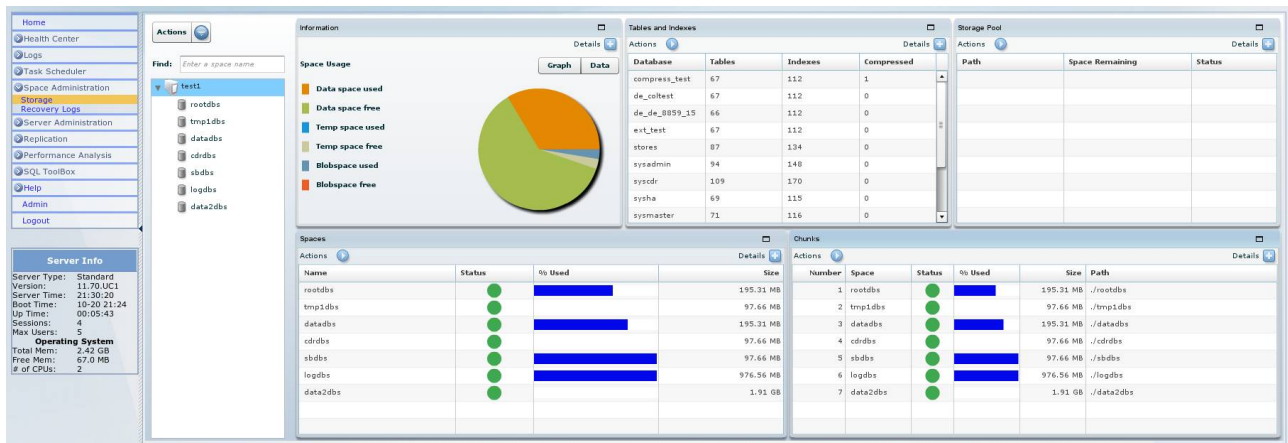 Home
Health Center
Logs
Task Scheduler
Space Administration
Storage
Recovery Logs
Server Administration
Replication
Performance Analysis
SQL ToolBox
Help
Admin
Logout
Server Info
Server Type: Standard
Version: 11.70.UC1
Server Time: 21:30:20
Boot Time: 10-20 21:24
Up Time: 00:05:43
Sessions: 4
Max Users: 5
Operating System
Total Mem: 2.42 GB
Free Mem: 67.0 MB
# of CPUs: 2
Actions
Find: Enter a space name
test1
rootdbs
tmp1dbs
datadbs
cdrdbs
sbdbs
logdbs
data2dbs
Information
Details
Space Usage Graph Data
Data space used
Data space free
Temp space used
Temp space free
Blobspace used
Blobspace free
Tables and Indexes
Actions Details
Database Tables Indexes Compressed
compress_test 67 112 1
de_coltest 67 112 0
de_de_8859_15 66 112 0
ext_test 67 112 0
stores 87 134 0
sysadmin 94 148 0
syscdr 109 170 0
sysha 69 115 0
sysmaster 71 116 0
Storage Pool
Actions Details
Path Space Remaining Status
Spaces
Actions Details
Name Status % Used Size
rootdbs 195.31 MB
tmp1dbs 97.66 MB
datadbs 195.31 MB
cdrdbs 97.66 MB
sbdbs 97.66 MB
logdbs 976.56 MB
data2dbs 1.91 GB
Chunks
Actions Details
Number Space Status % Used Size Path
1 rootdbs 195.31 MB ./rootdbs
2 tmp1dbs 97.66 MB ./tmp1dbs
3 datadbs 195.31 MB ./datadbs
4 cdrdbs 97.66 MB ./cdrdbs
5 sbdbs 97.66 MB ./sbdbs
6 logdbs 976.56 MB ./logdbs
7 data2dbs 1.91 GB ./data2dbs